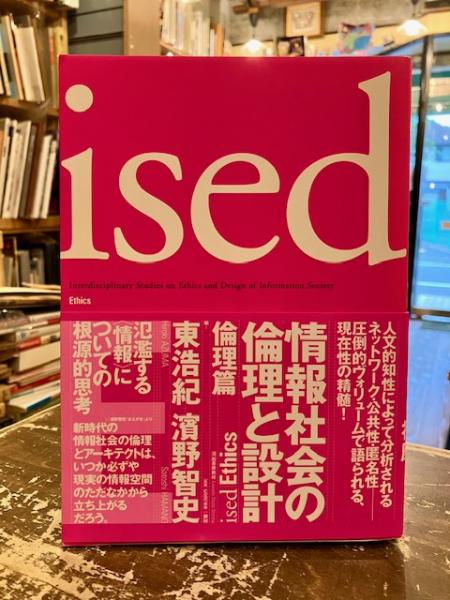 ised
Interdisciplinary Studies on Ethics and Design of Information Society
Ethics
人文的知性によって分析される
ネットワーク、公共性、匿名性──
圧倒的ヴォリュームで語られる、
現在性の精髄!
情報社会の
倫理と設計
倫理篇
ised Ethics
東浩紀
Hiroki AZUMA
濱野智史
Satoshi HAMANO
氾濫する
〈情報〉に
ついての
根源的思考
新時代の
情報社会の倫理
とアーキテクトは、
いつか必ずや
現実の情報空間
のただなかから
立ち上がる
だろう。